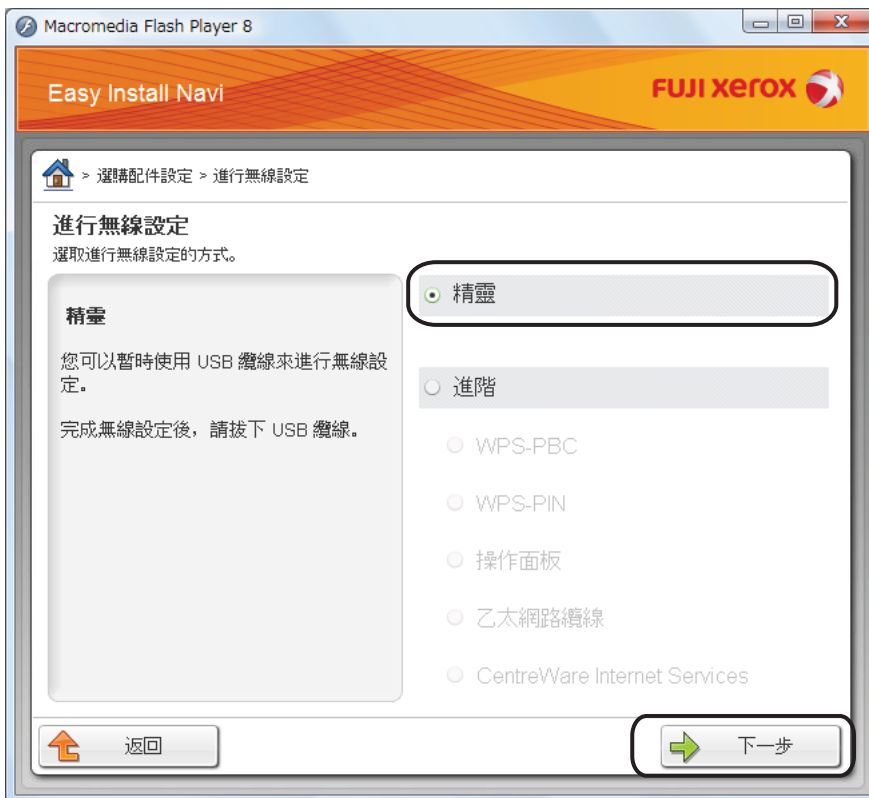 Macromedia Flash Player 8
Easy Install Navi
FUJI xerox
> 選購配件設定 > 進行無線設定
進行無線設定
選取進行無線設定的方式。
精靈
您可以暫時使用 USB 纜線來進行無線設
定。
完成無線設定後，請拔下 USB 纜線。
精靈
進階
WPS-PBC
WPS-PIN
操作面板
乙太網路纜線
CentreWare Internet Services
返回
下一步